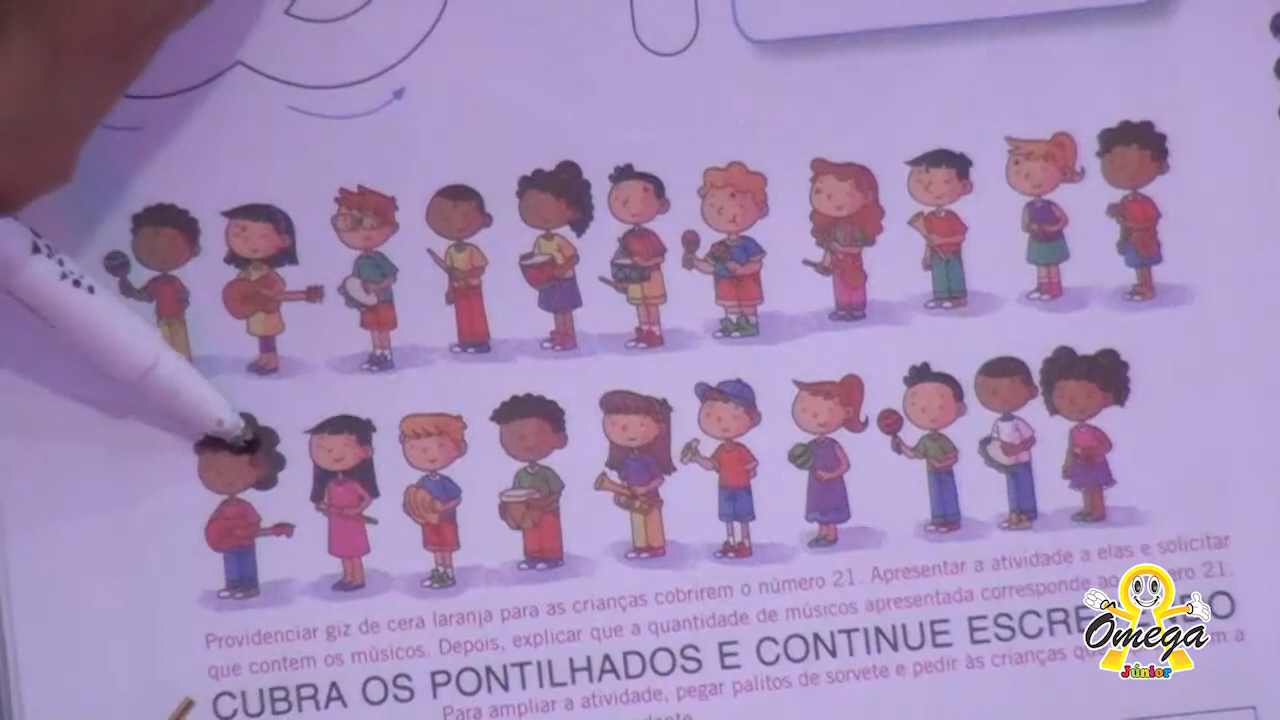 Providenciar giz de cera laranja para as crianças cobrirem o número 21. Apresentar a atividade a elas e solicitar
que contem os músicos. Depois, explicar que a quantidade de músicos apresentada corresponde ao 21.
CUBRA OS PONTILHADOS E CONTINUE
Para ampliar a atividade, pegar palitos de sorvete e pedir às crianças
Omega
Júnior